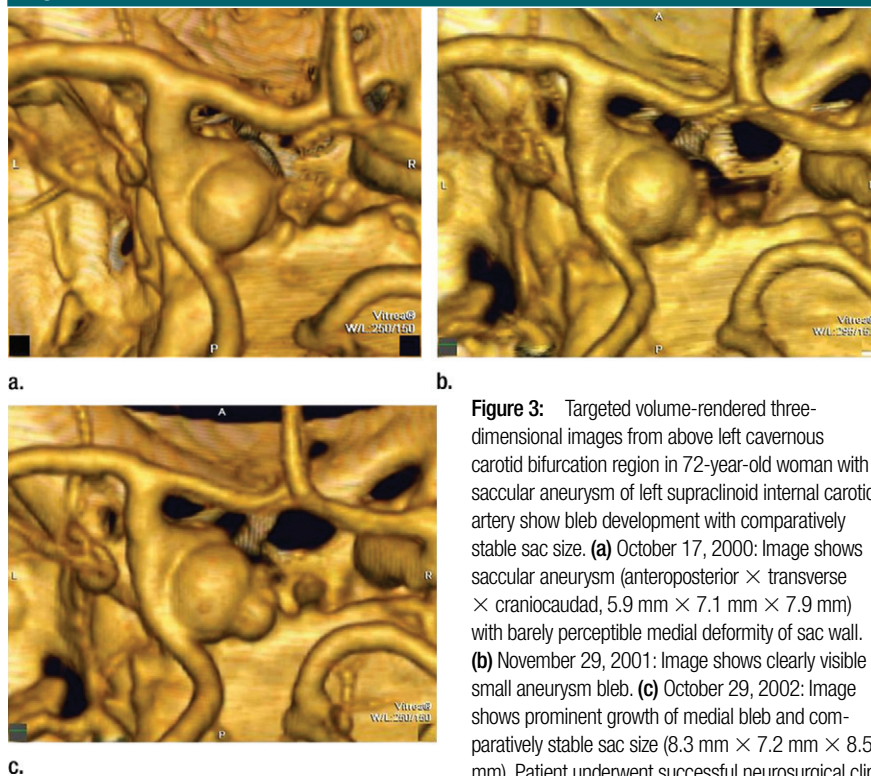 L
R
P
Vitrea®
W/L:250/150
a.
A
L
P
Vitrea®
b.
A
L
R
P
Vitrea®
c.
Figure 3: Targeted volume-rendered three-
dimensional images from above left cavernous
carotid bifurcation region in 72-year-old woman with
saccular aneurysm of left supraclinoid internal carotid
artery show bleb development with comparatively
stable sac size. (a) October 17, 2000: Image shows
saccular aneurysm (anteroposterior × transverse
× craniocaudad, 5.9 mm × 7.1 mm × 7.9 mm)
with barely perceptible medial deformity of sac wall.
(b) November 29, 2001: Image shows clearly visible
small aneurysm bleb. (c) October 29, 2002: Image
shows prominent growth of medial bleb and com-
paratively stable sac size (8.3 mm × 7.2 mm × 8.5
mm). Patient underwent successful neurosurgical